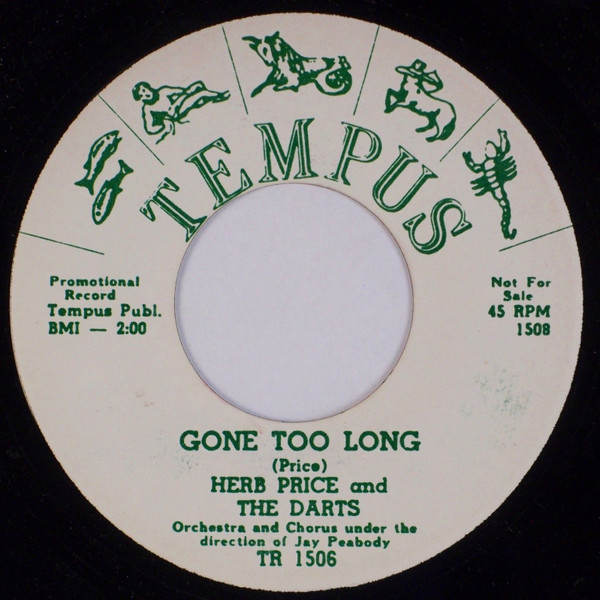 TEMPUS
Promotional
Record
Tempus Publ.
BMI — 2:00
Not For
Sale
45 RPM
1508
GONE TOO LONG
(Price)
HERB PRICE and
THE DARTS
Orchestra and Chorus under the
direction of Jay Peabody
TR 1506